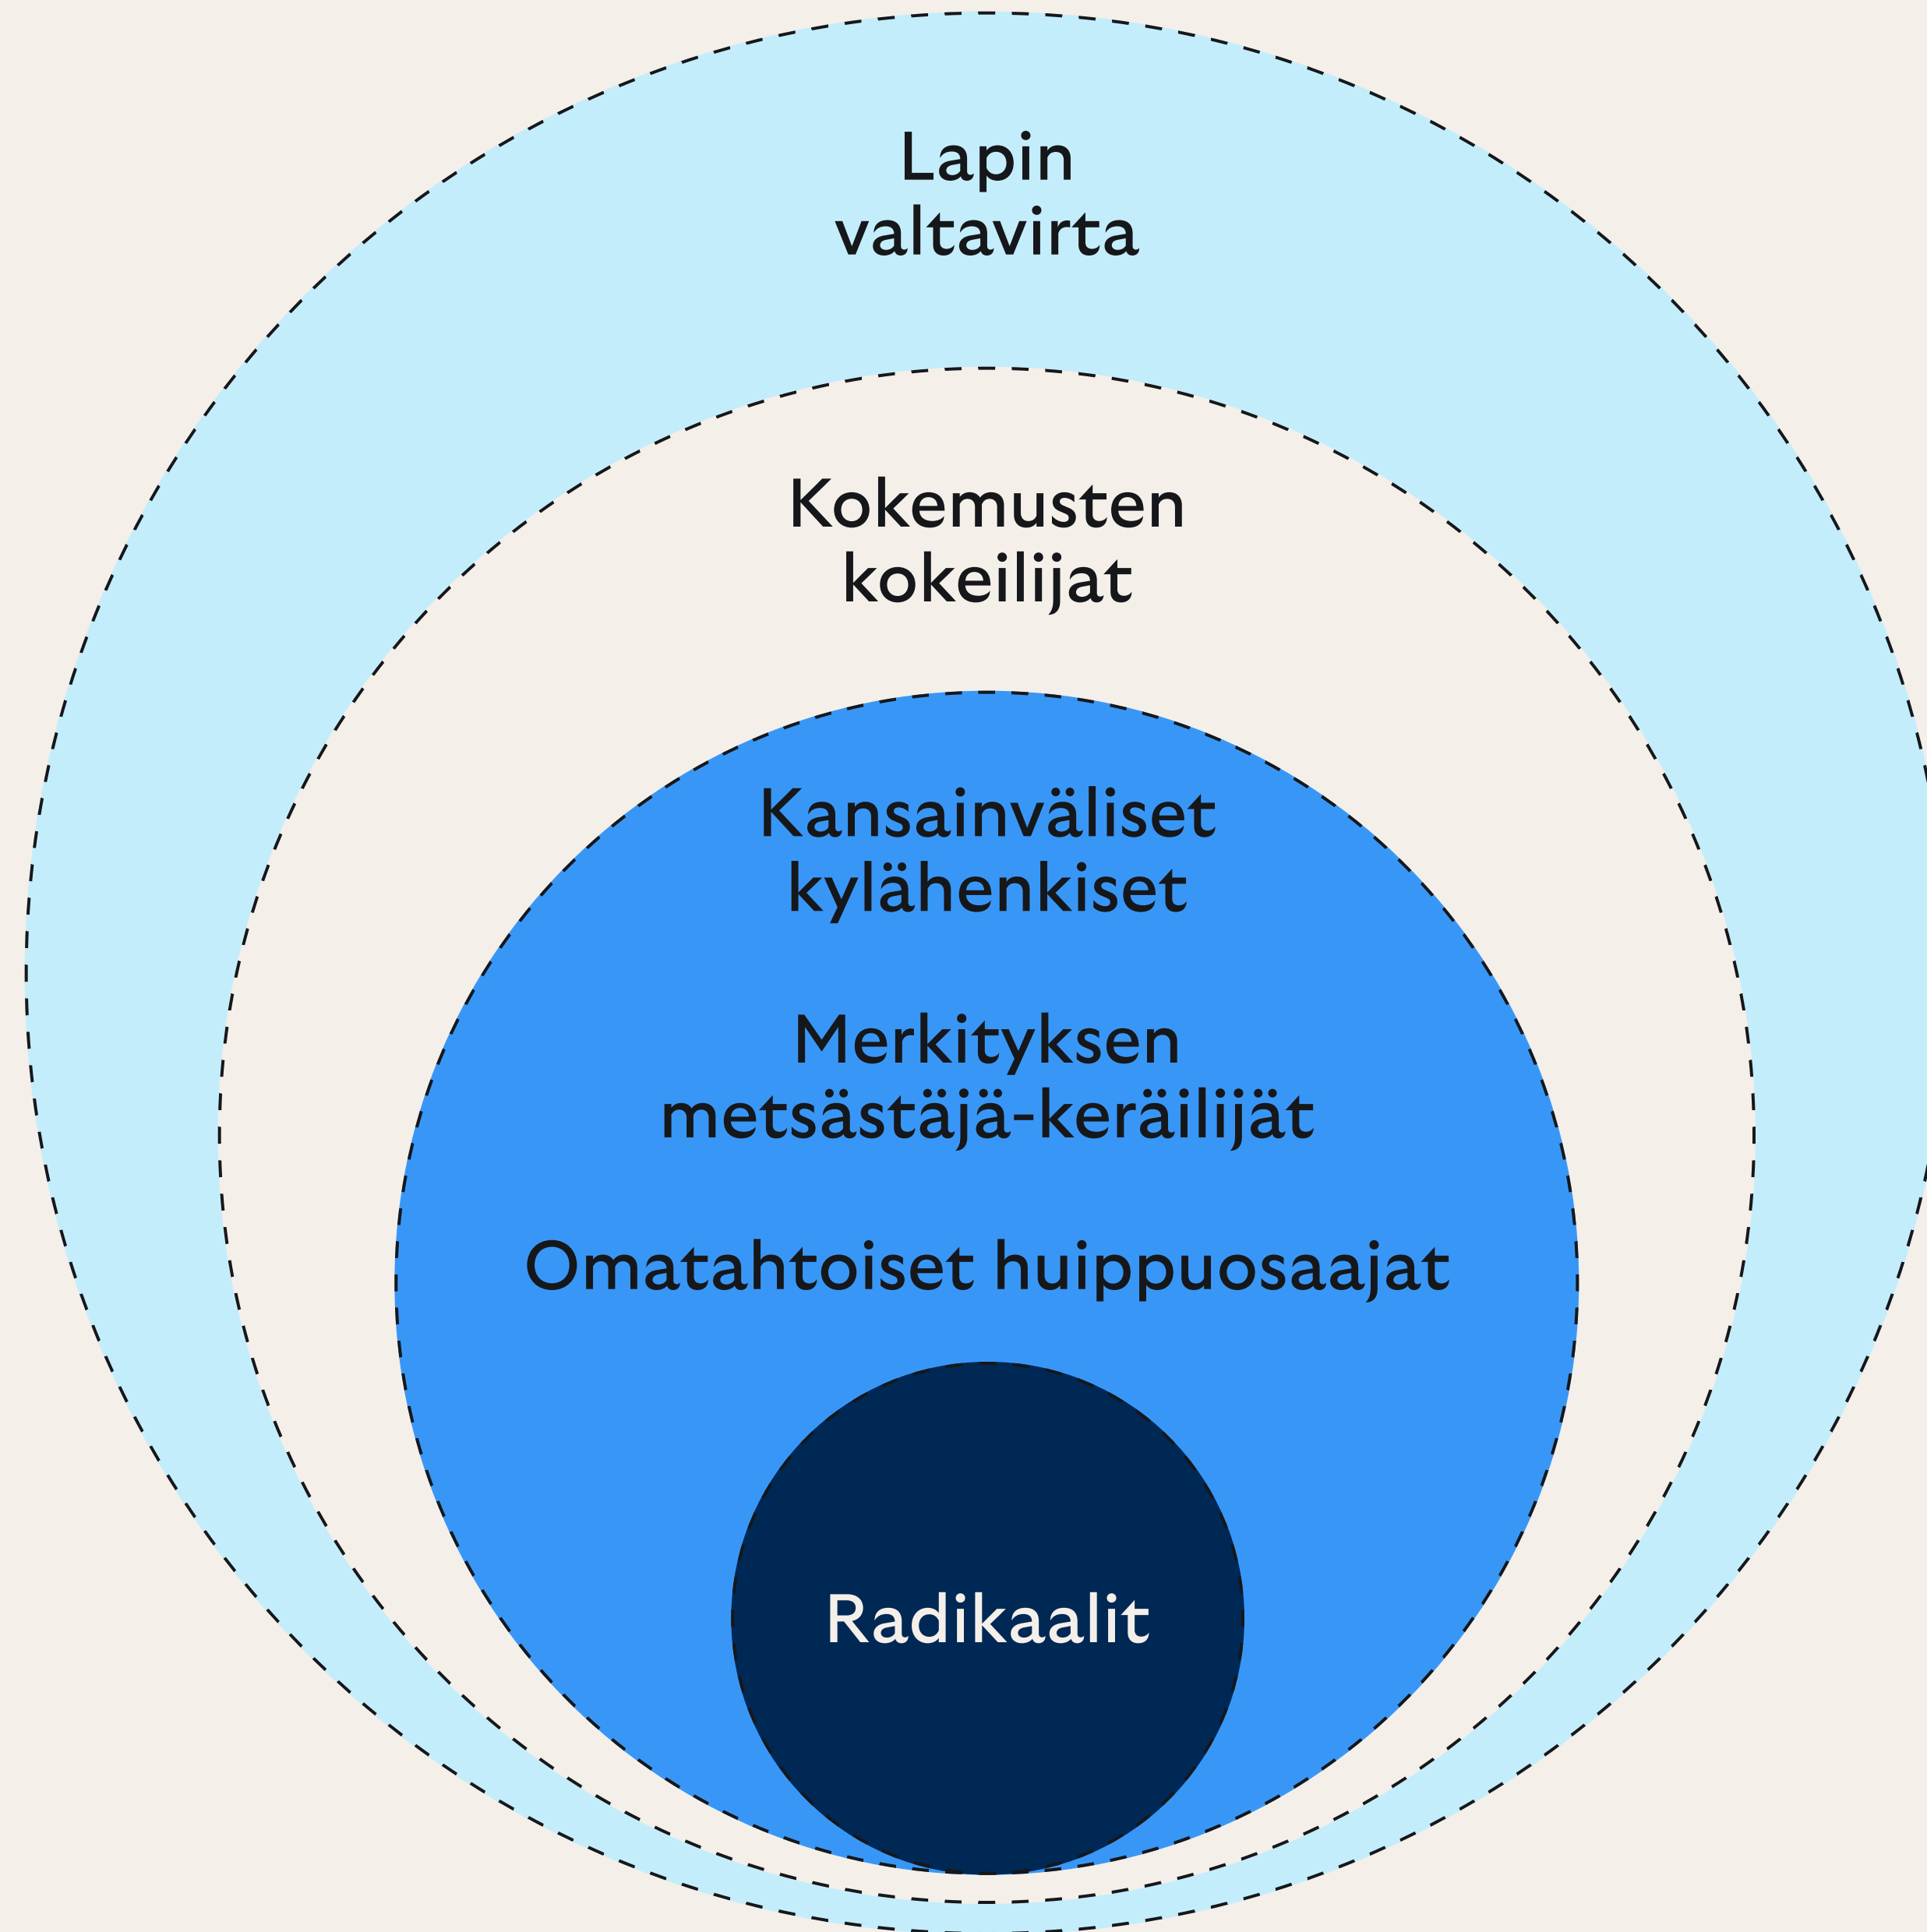 Lapin
valtavirta
Kokemusten
kokeilijat
Kansainväliset
kylähenkiset
Merkityksen
metsästäjä-keräilijät
Omatahtoiset huippuosaajat
Radikaalit